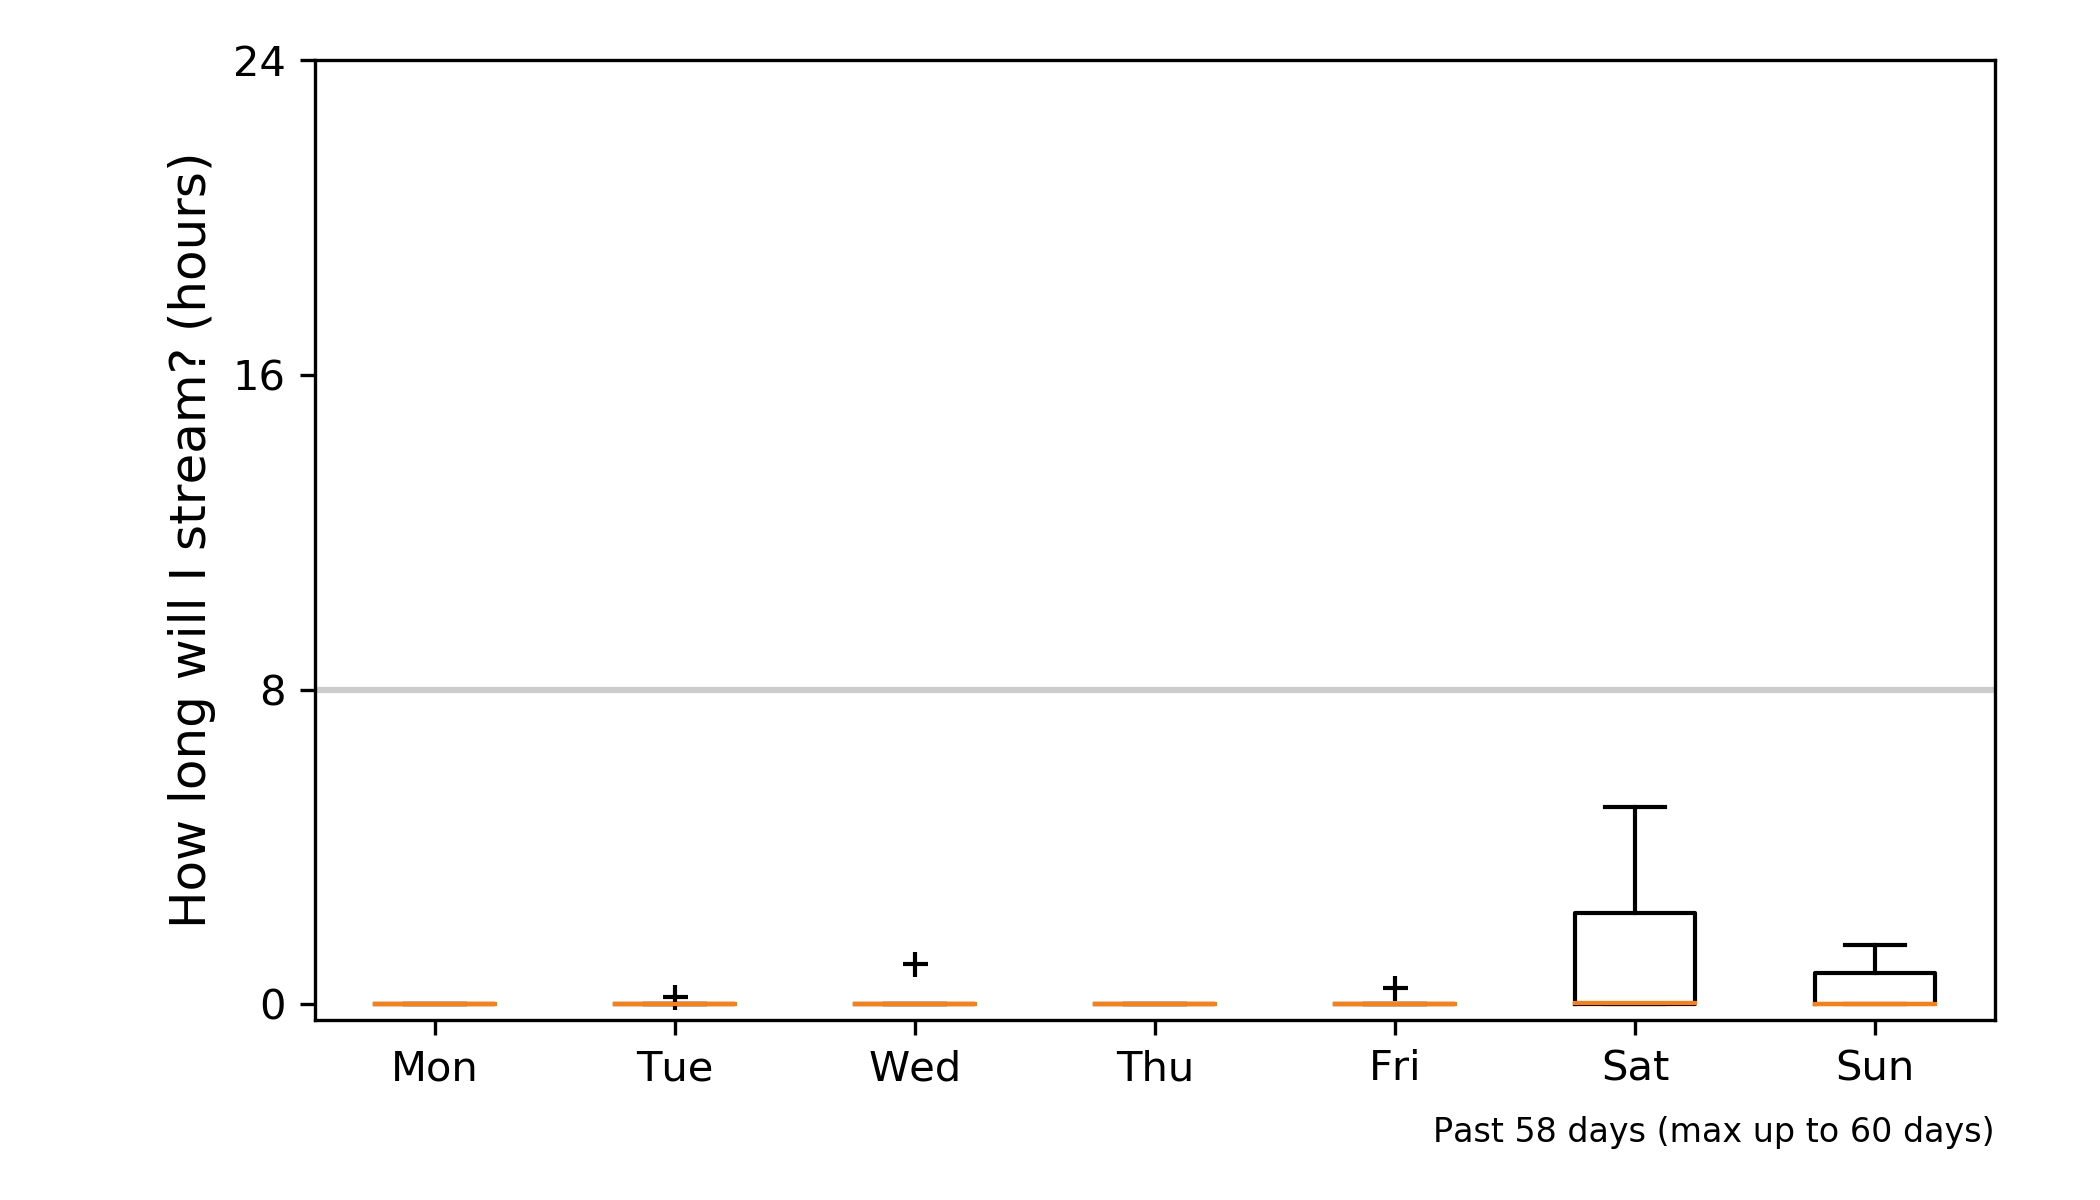 How long will I stream? (hours)
24
16
8
0
Mon Tue Wed Thu Fri Sat Sun
Past 58 days (max up to 60 days)